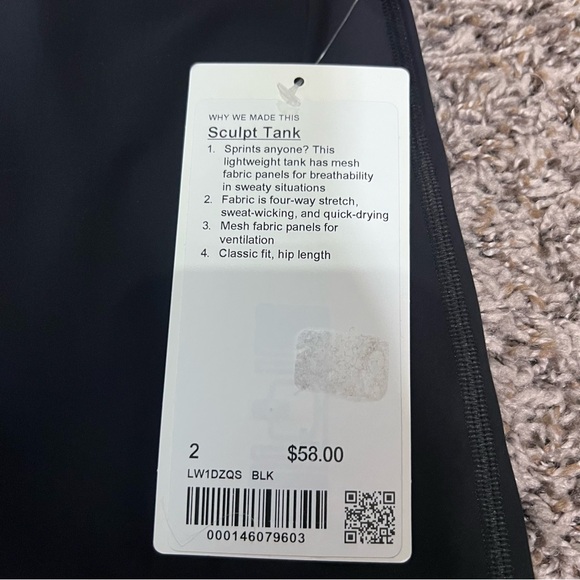 WHY WE MADE THIS
Sculpt Tank
1. Sprints anyone? This
lightweight tank has mesh
fabric panels for breathability
in sweaty situations
2. Fabric is four-way stretch,
sweat-wicking, and quick-drying
3. Mesh fabric panels for
ventilation
4. Classic fit, hip length
2 $58.00
LW1DZQS BLK
000146079603